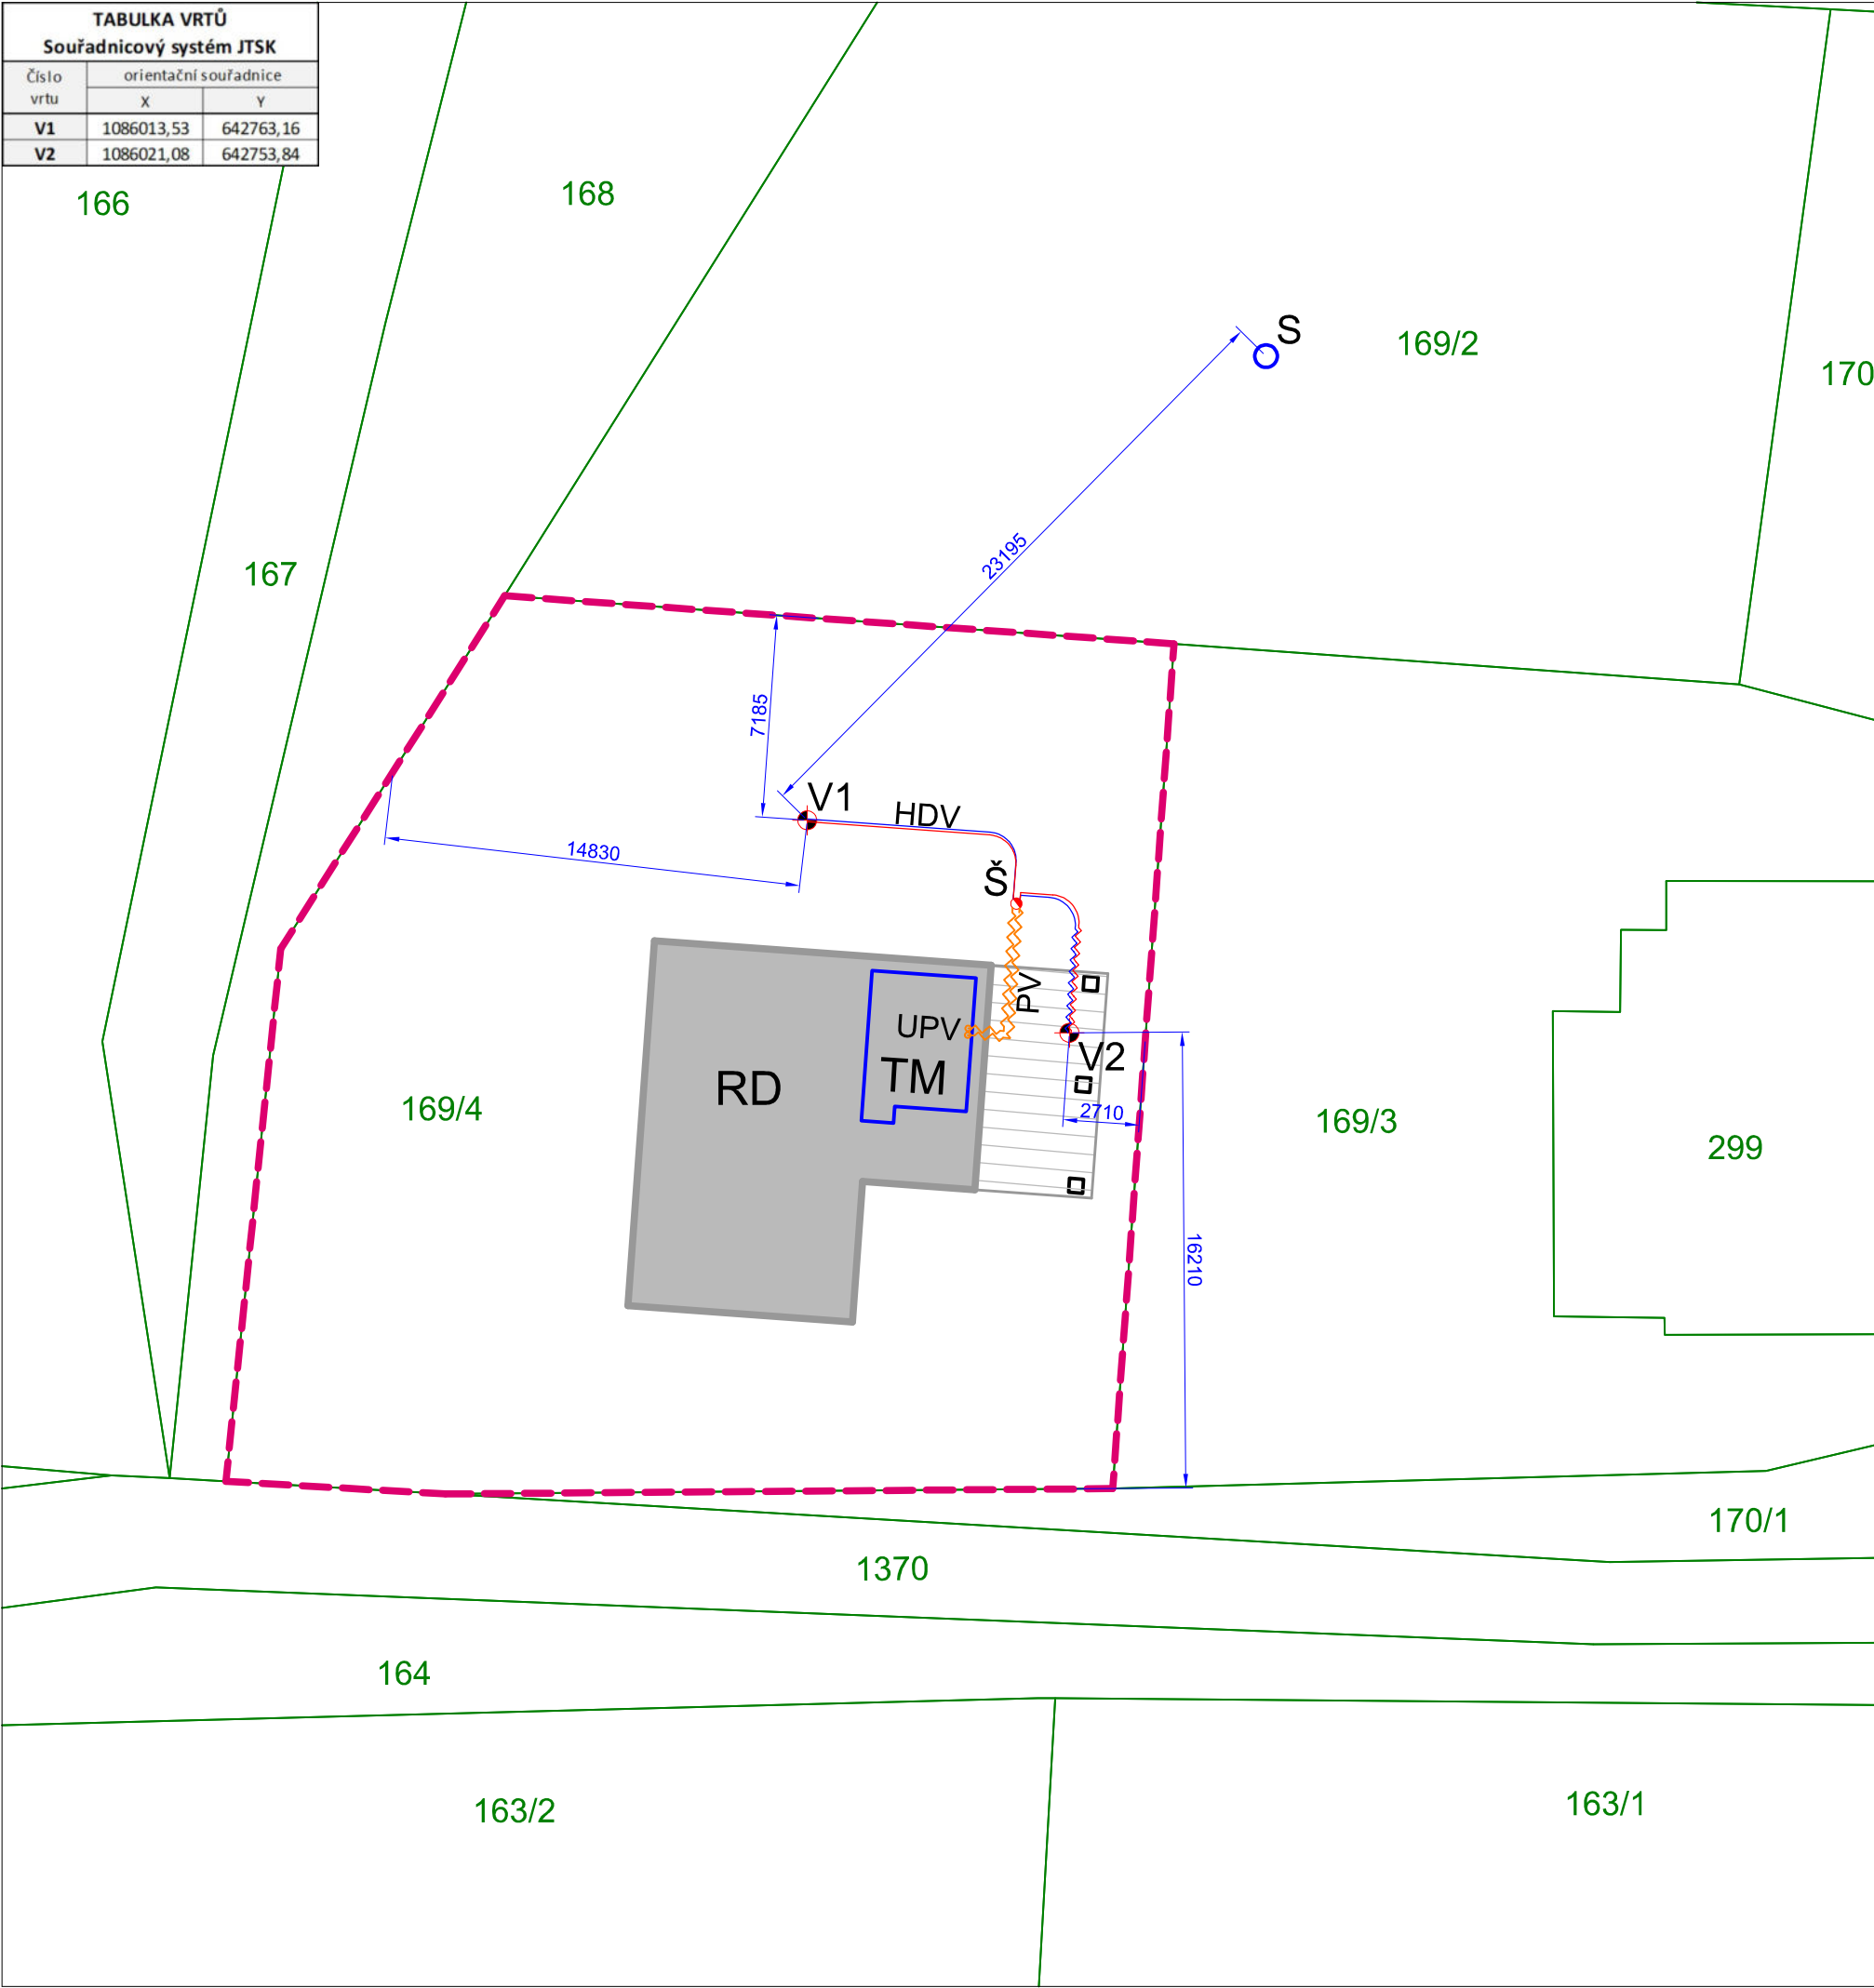 TABULKA VRTŮ
Souřadnicový systém JTSK
Číslo vrtu
orientační souřadnice
X Y
V1 1086013,53 642763,16
V2 1086021,08 642753,84
166
168
S
169/2
170
23195
167
7185
V1
HDV
14830
Š
PV
UPV
V2
TM
RD
169/4
2710
169/3
299
16210
170/1
1370
164
163/2
163/1